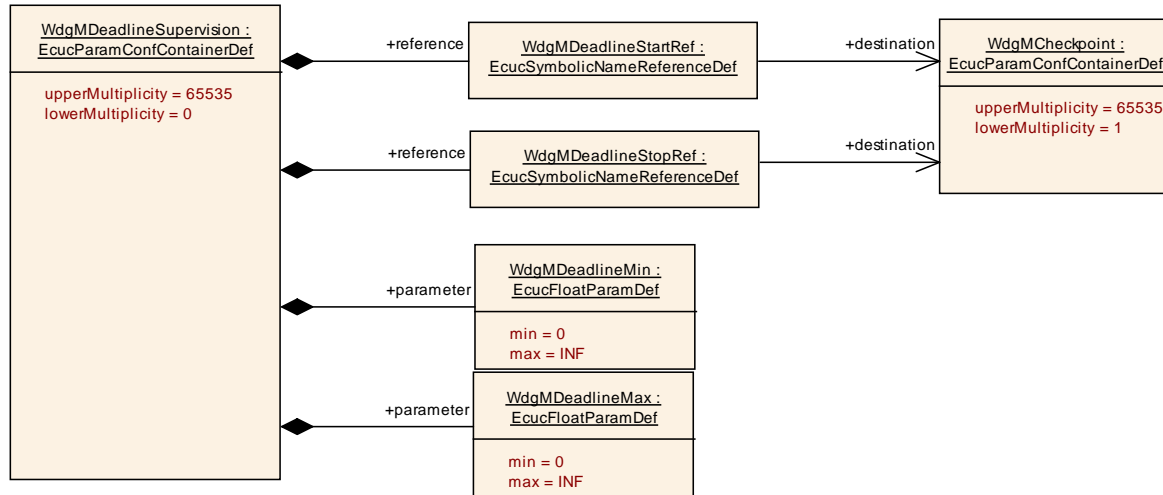 WdgMDeadlineSupervision :
EcucParamConfContainerDef
upperMultiplicity = 65535
lowerMultiplicity = 0
+reference
WdgMDeadlineStartRef :
EcucSymbolicNameReferenceDef
+destination
WdgMCheckpoint :
EcucParamConfContainerDef
upperMultiplicity = 65535
lowerMultiplicity = 1
+reference
WdgMDeadlineStopRef :
EcucSymbolicNameReferenceDef
+destination
+parameter
WdgMDeadlineMin :
EcucFloatParamDef
min = 0
max = INF
+parameter
WdgMDeadlineMax :
EcucFloatParamDef
min = 0
max = INF